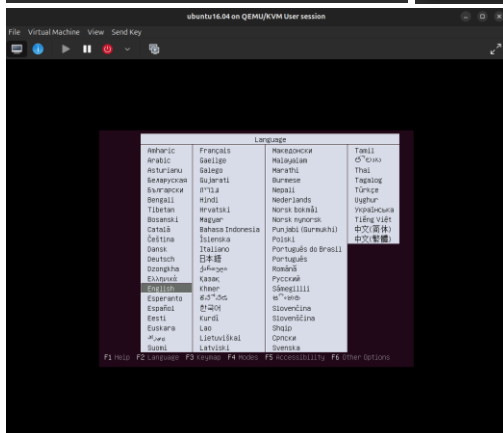 ubuntu16.04 on QEMU/KVM User session
File Virtual Machine View Send Key
Language
Amharic
Arabic
Asturianu
Беларуская
Български
Bengali
Tibetan
Bosanski
Català
Čeština
Dansk
Deutsch
Dzongkha
Ελληνικά
English
Esperanto
Español
Eesti
Euskara
Suomi
Français
Gaeilge
Galego
Gujarati
עברית
Hindi
Hrvatski
Magyar
Bahasa Indonesia
Íslenska
Italiano
日本語
ქართული
Қазақ
Khmer
ಕನ್ನಡ
한국어
Kurdî
Lao
Lietuviškai
Latviski
Македонски
Malayalam
Marathi
Burmese
Nepali
Nederlands
Norsk bokmål
Norsk nynorsk
Punjabi (Gurmukhi)
Polski
Português do Brasil
Português
Română
Русский
Sámegillii
Slovenčina
Slovenščina
Shqip
Српски
Svenska
Tamil
తెలుగు
Thai
Tagalog
Türkçe
Uyghur
Українська
Tiếng Việt
中文(简体)
中文(繁體)
F1 Help F2 Language F3 Keymap F4 Modes F5 Accessibility F6 Other Options